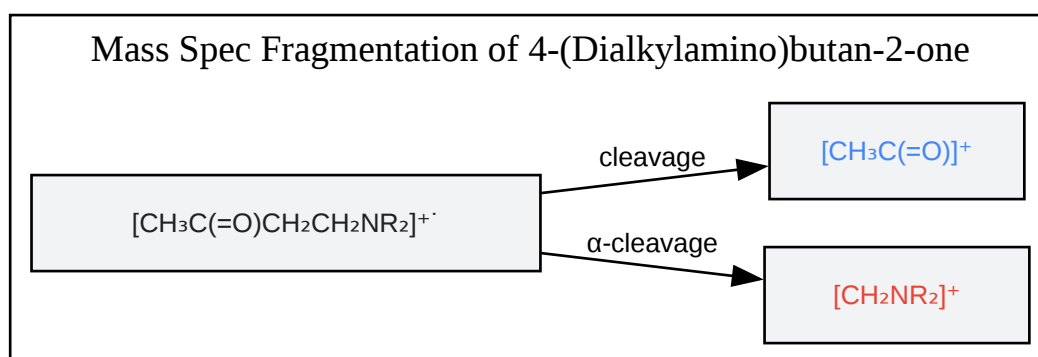 Mass Spec Fragmentation of 4-(Dialkylamino)butan-2-one
cleavage
[CH₃C(=O)]⁺
[CH₃C(=O)CH₂CH₂NR₂]⁺˙
α-cleavage
[CH₂NR₂]⁺